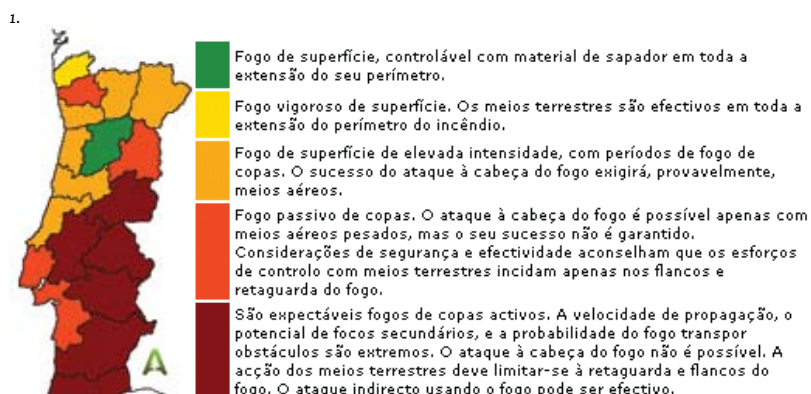 1.
Fogo de superfície, controlável com material de sapador em toda a
extensão do seu perímetro.
Fogo vigoroso de superfície. Os meios terrestres são efectivos em toda a
extensão do perímetro do incêndio.
Fogo de superfície de elevada intensidade, com períodos de fogo de
copas. O sucesso do ataque à cabeça do fogo exigirá, provavelmente,
meios aéreos.
Fogo passivo de copas. O ataque à cabeça do fogo é possível apenas com
meios aéreos pesados, mas o seu sucesso não é garantido.
Considerações de segurança e efectividade aconselham que os esforços
de controlo com meios terrestres incidam apenas nos flancos e
retaguarda do fogo.
São expectáveis fogos de copas activos. A velocidade de propagação, o
potencial de focos secundários, e a probabilidade do fogo transpor
obstáculos são extremos. O ataque à cabeça do fogo não é possível. A
acção dos meios terrestres deve limitar-se à retaguarda e flancos do
fogo. O ataque indirecto usando o fogo pode ser efectivo.